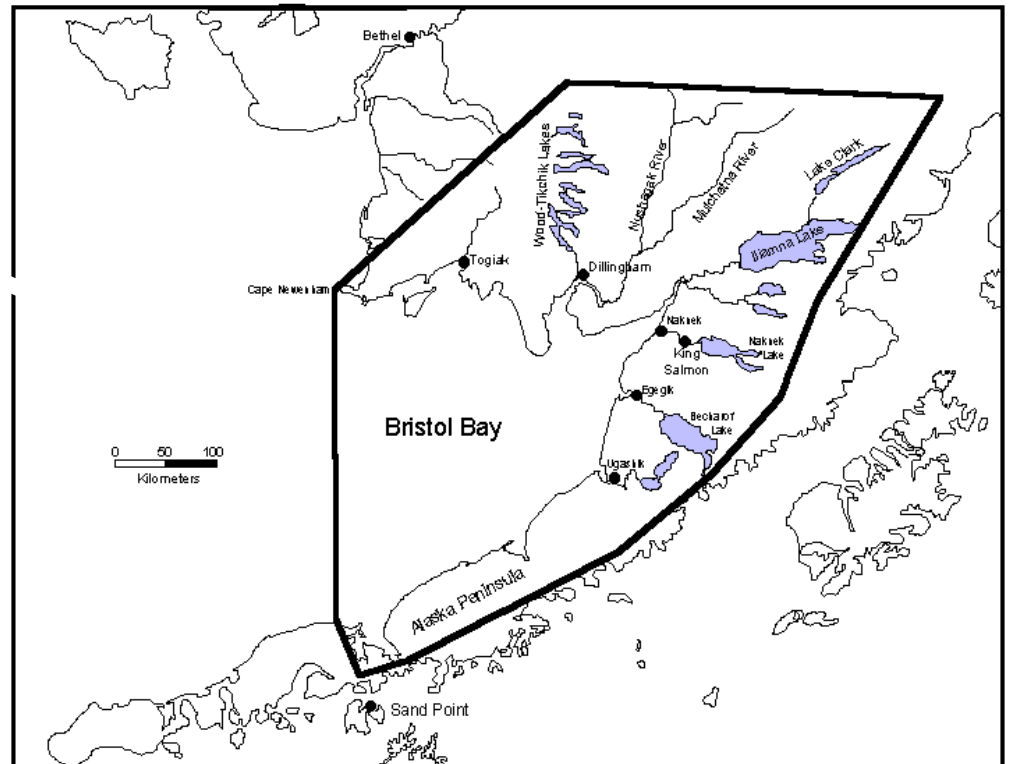 Bethel
Wood-Tikchik Lakes
Nushagak River
Mulchatna River
Lake Clark
Iliamna Lake
Togiak
Dillingham
Cape Newenham
Naknek
King
Salmon
Naknek
Lake
Egegik
Becharof
Lake
Bristol Bay
0 50 100
Kilometers
Ugashik
Alaska Peninsula
Sand Point